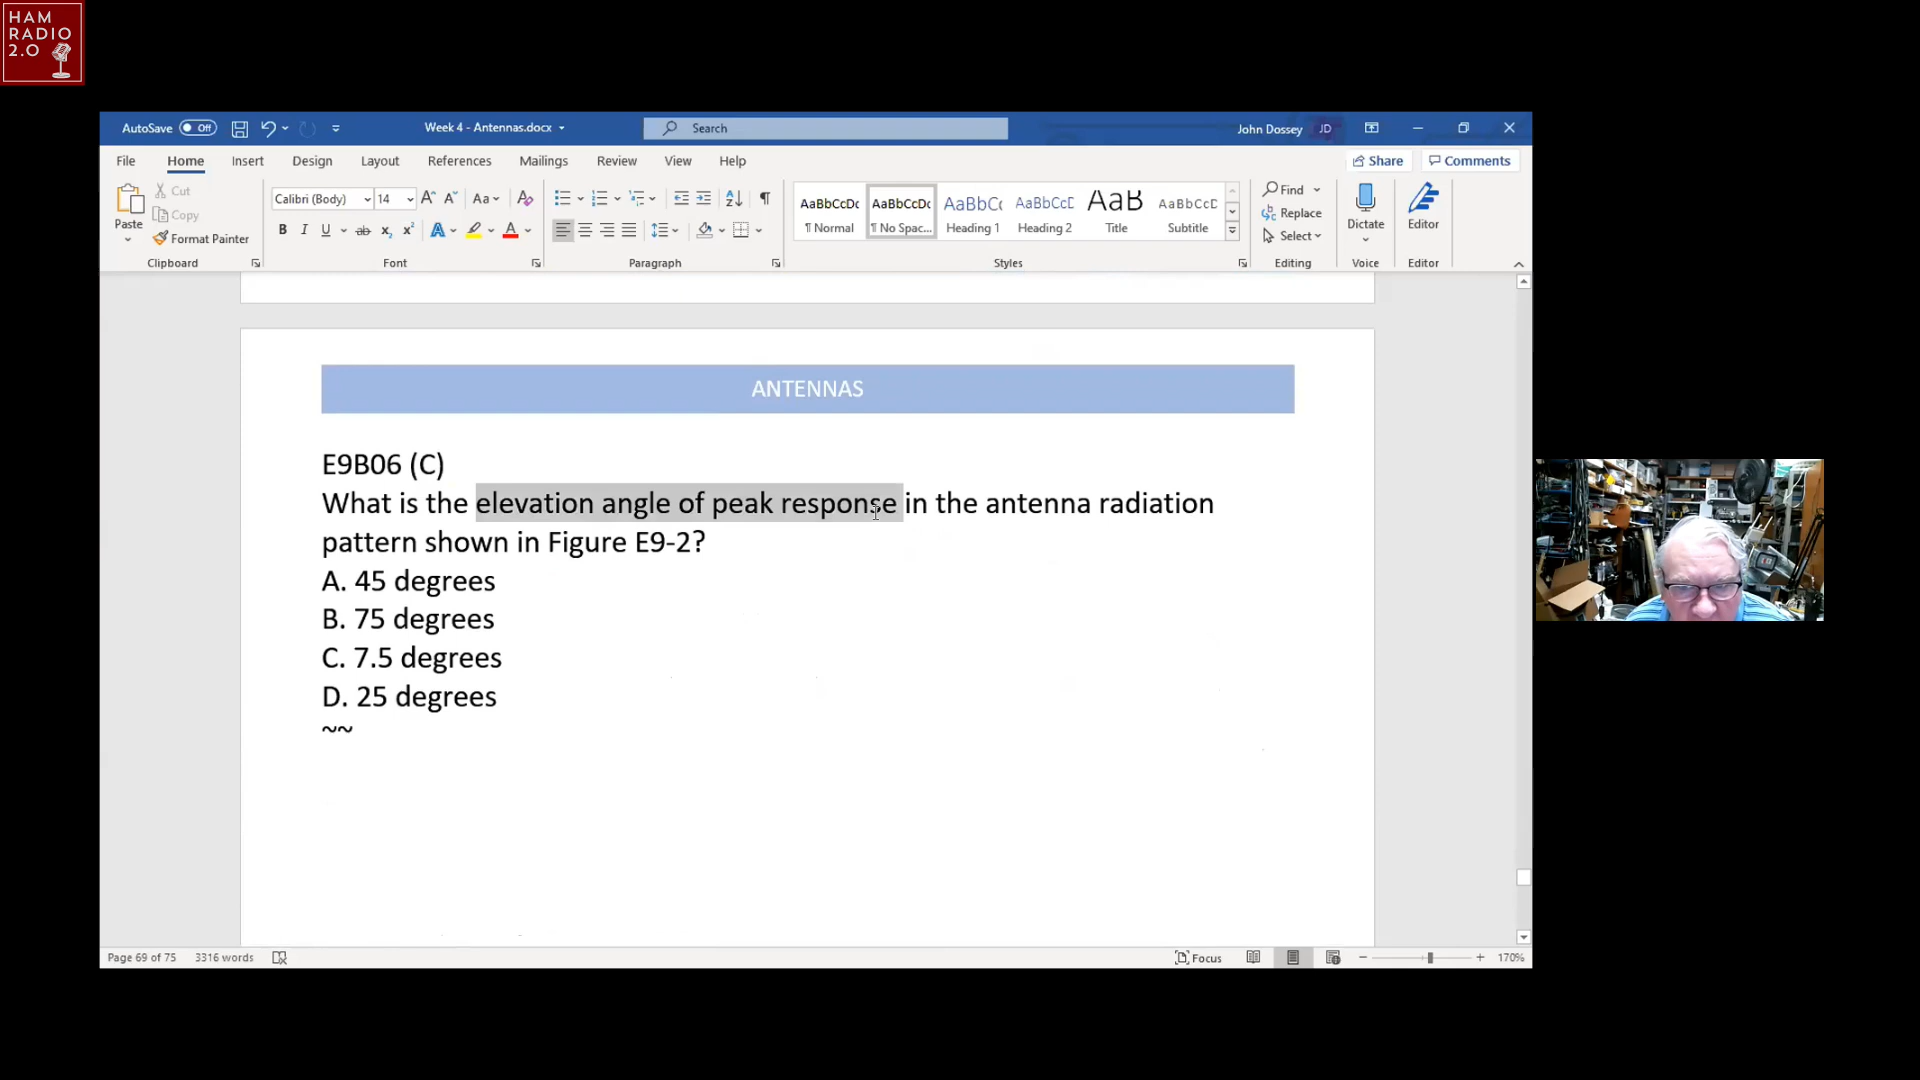 HAM
RADIO
2.0
AutoSave Off
Week 4 - Antennas.docx
Search
John Dossey JD
File Home Insert Design Layout References Mailings Review View Help
Share Comments
Paste
Cut
Copy
Format Painter
Clipboard
Calibri (Body) 14
Font
Paragraph
AaBbCcDc AaBbCcDc AaBbCc AaBbCcD AaB AaBbCcD
¶ Normal ¶ No Spac... Heading 1 Heading 2 Title Subtitle
Styles
Find
Replace
Select
Editing
Dictate
Voice
Editor
Editor
ANTENNAS
E9B06 (C)
What is the elevation angle of peak response in the antenna radiation
pattern shown in Figure E9-2?
A. 45 degrees
B. 75 degrees
C. 7.5 degrees
D. 25 degrees
~~
Page 69 of 75 3316 words Focus 170%